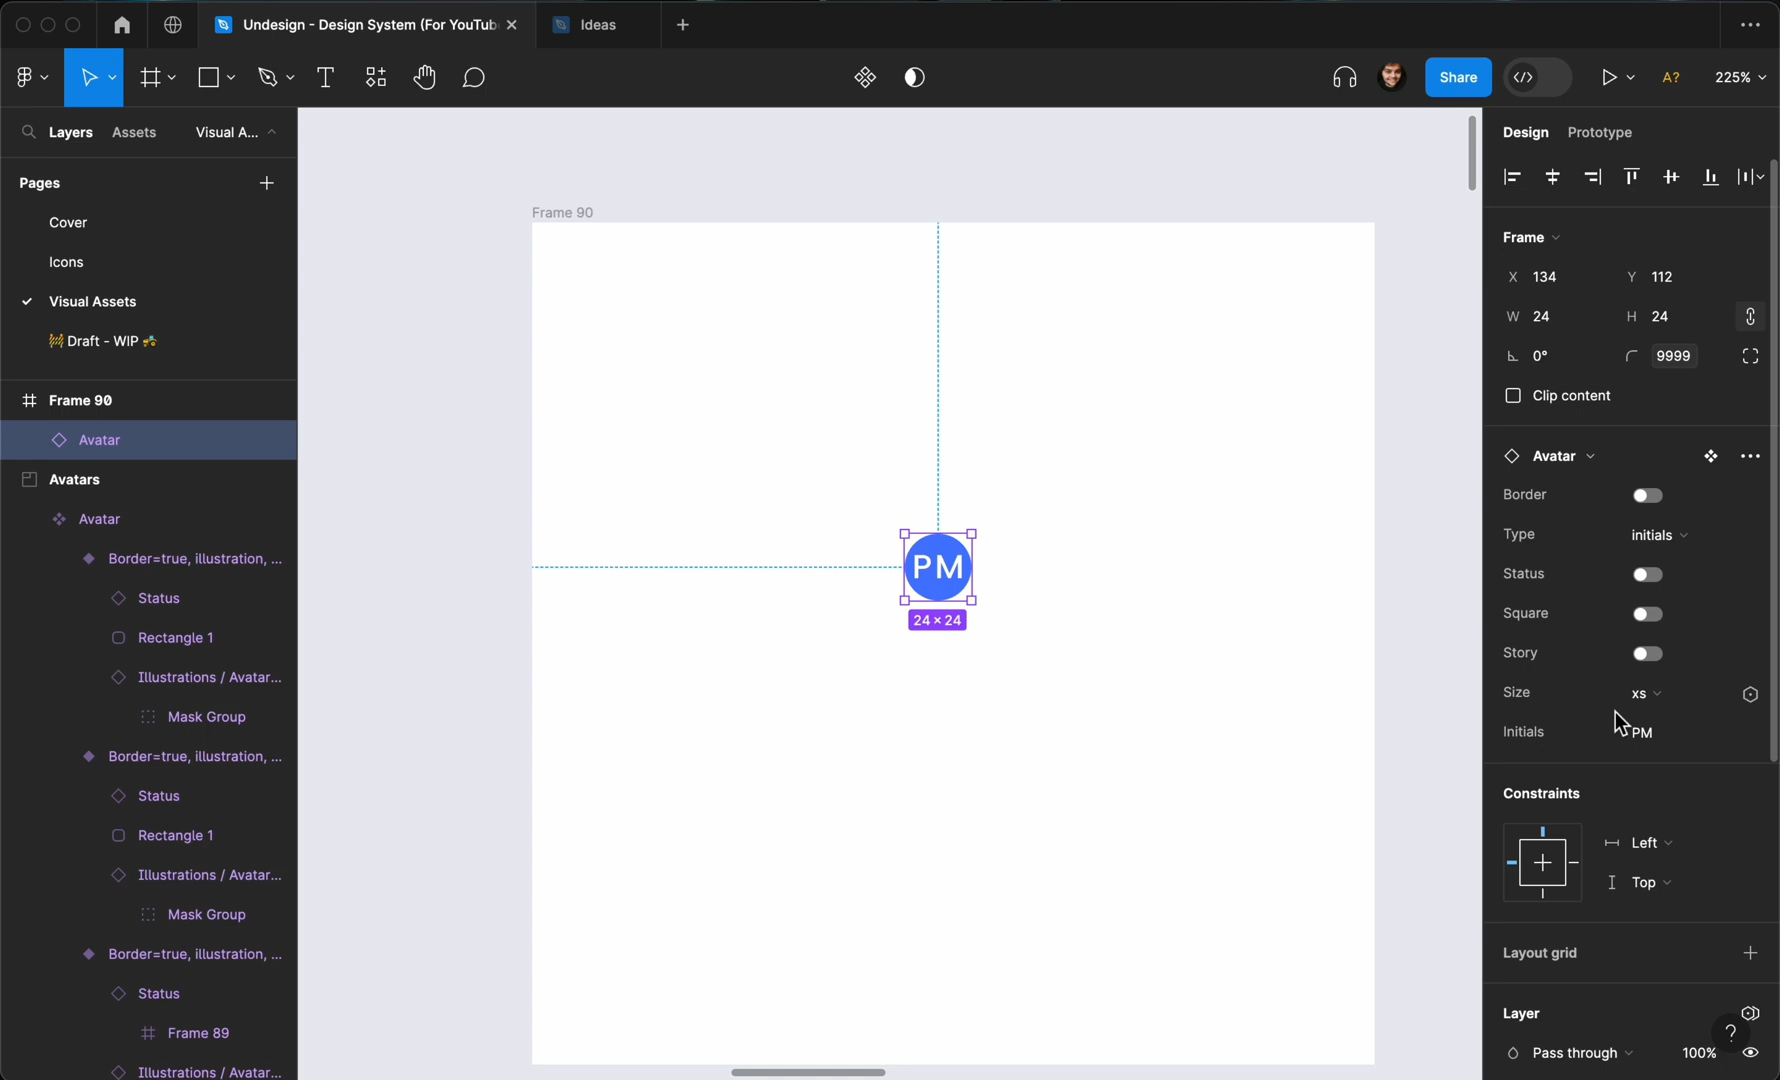 Undesign - Design System (For YouTub
Ideas
Share
A?
225%
Layers
Assets
Visual A...
Pages
Cover
Icons
Visual Assets
🚧 Draft - WIP 🚜
Frame 90
Avatar
Avatars
Avatar
Border=true, illustration, ...
Status
Rectangle 1
Illustrations / Avatar...
Mask Group
Border=true, illustration, ...
Status
Rectangle 1
Illustrations / Avatar...
Mask Group
Border=true, illustration, ...
Status
Frame 89
Illustrations / Avatar...
Frame 90
PM
24 × 24
Design
Prototype
Frame
X 134
Y 112
W 24
H 24
0°
9999
Clip content
Avatar
Border
Type
initials
Status
Square
Story
Size
xs
Initials
PM
Constraints
Left
Top
Layout grid
Layer
?
Pass through
100%